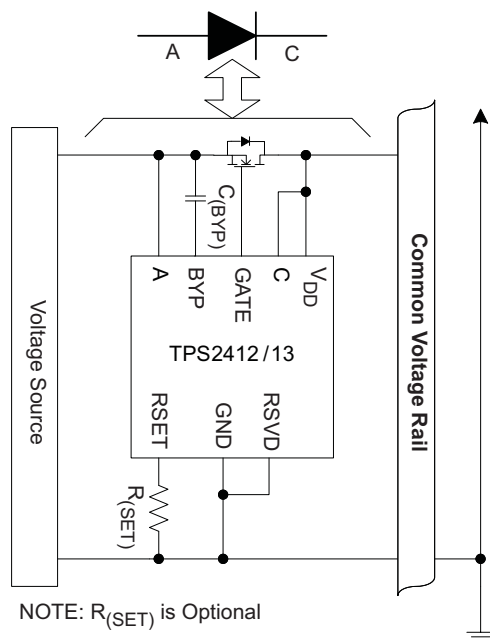 A
C
C(BYP)
A
BYP
GATE
C
VDD
TPS2412/13
RSET
GND
RSVD
R(SET)
Voltage Source
Common Voltage Rail
NOTE: R(SET) is Optional